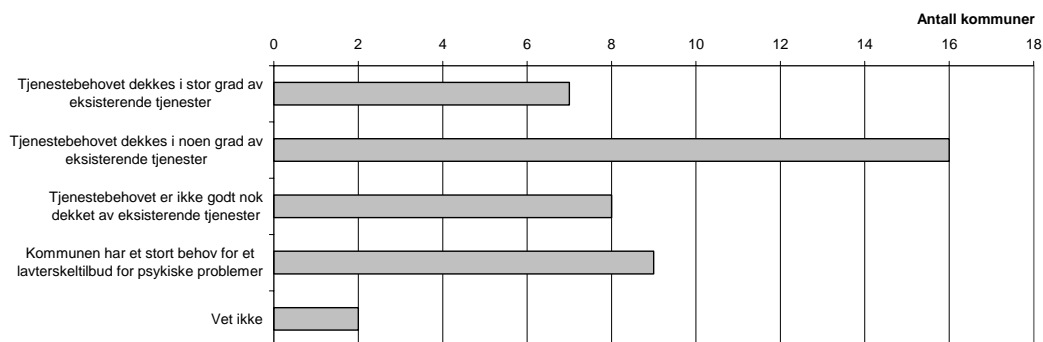 Antall kommuner
0 2 4 6 8 10 12 14 16 18
Tjenestebehovet dekkes i stor grad av
eksisterende tjenester
Tjenestebehovet dekkes i noen grad av
eksisterende tjenester
Tjenestebehovet er ikke godt nok
dekket av eksisterende tjenester
Kommunen har et stort behov for et
lavterskeltilbud for psykiske problemer
Vet ikke